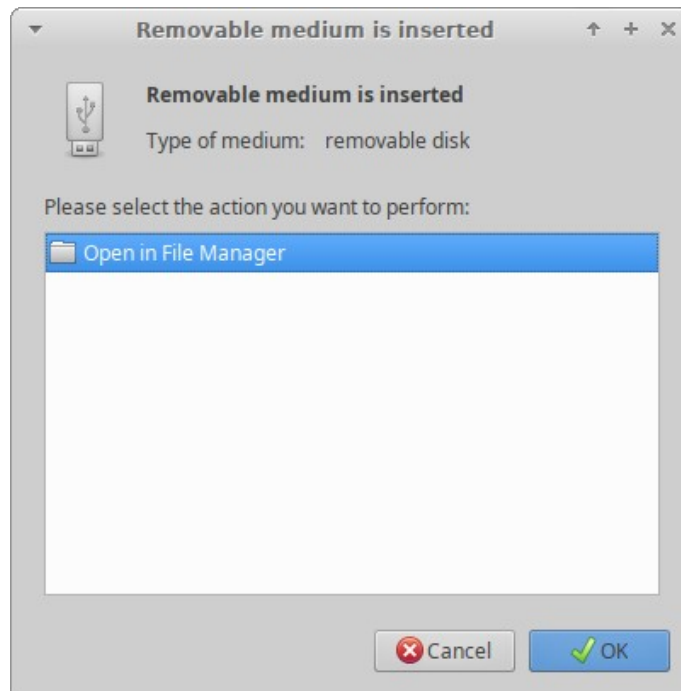 Removable medium is inserted
Removable medium is inserted
Type of medium: removable disk
Please select the action you want to perform:
Open in File Manager
Cancel OK